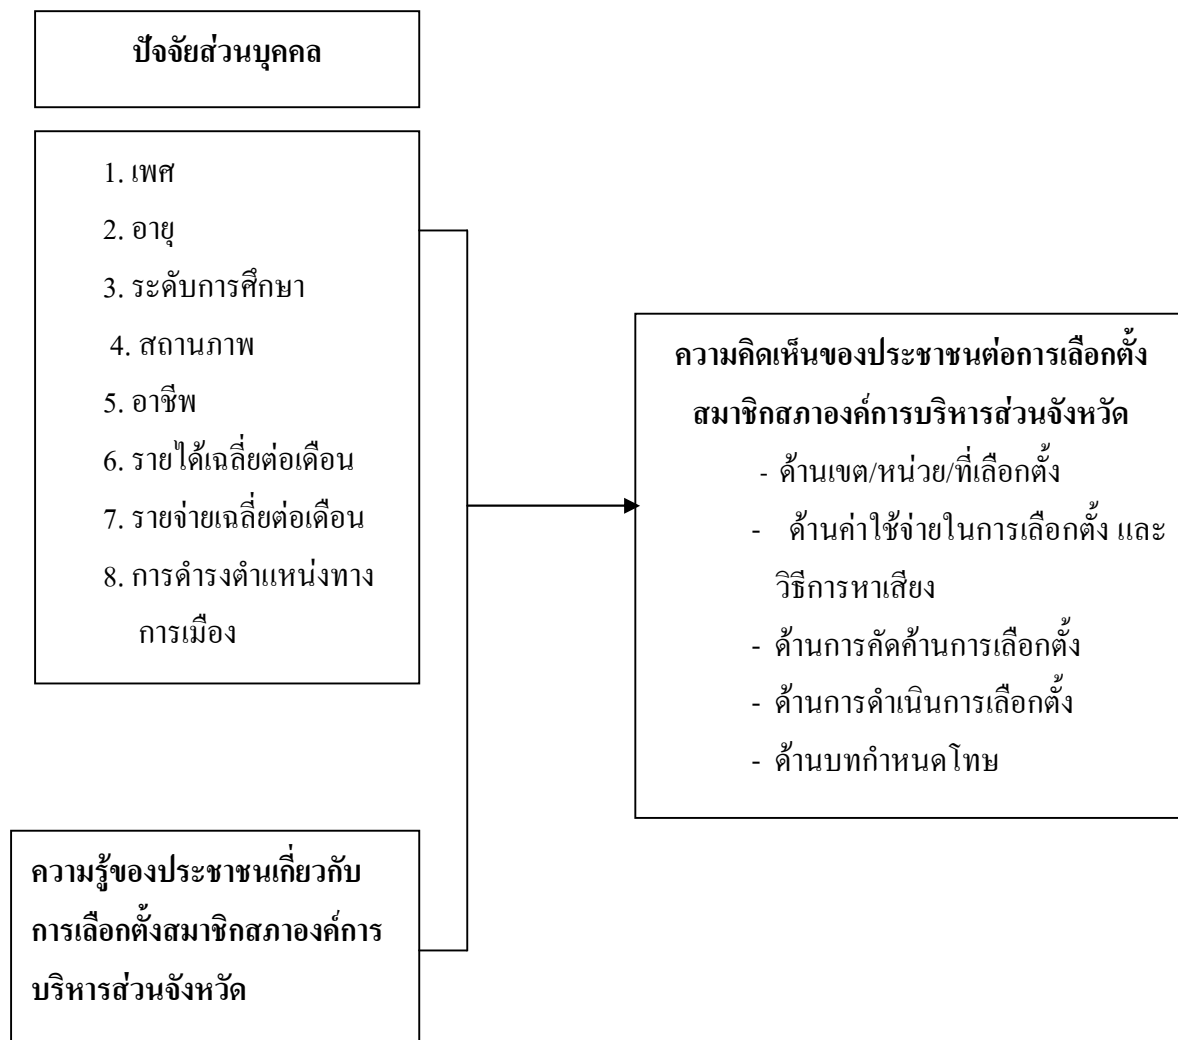 ปัจจัยส่วนบุคคล
1. เพศ
2. อายุ
3. ระดับการศึกษา
4. สถานภาพ
5. อาชีพ
6. รายได้เฉลี่ยต่อเดือน
7. รายจ่ายเฉลี่ยต่อเดือน
8. การดำรงตำแหน่งทาง
การเมือง
ความรู้ของประชาชนเกี่ยวกับ
การเลือกตั้งสมาชิกสภาองค์การ
บริหารส่วนจังหวัด
ความคิดเห็นของประชาชนต่อการเลือกตั้ง
สมาชิกสภาองค์การบริหารส่วนจังหวัด
- ด้านเขต/หน่วย/ที่เลือกตั้ง
- ด้านค่าใช้จ่ายในการเลือกตั้ง และ
วิธีการหาเสียง
- ด้านการคัดค้านการเลือกตั้ง
- ด้านการดำเนินการเลือกตั้ง
- ด้านบทกำหนดโทษ